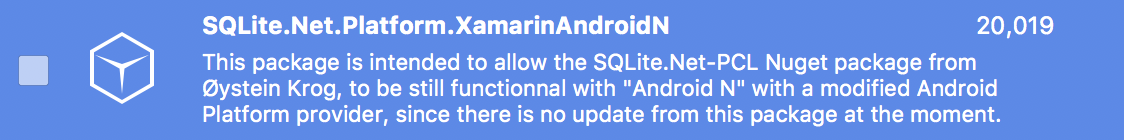 SQLite.Net.Platform.XamarinAndroidN 20,019
This package is intended to allow the SQLite.Net-PCL Nuget package from
Øystein Krog, to be still functionnal with "Android N" with a modified Android
Platform provider, since there is no update from this package at the moment.